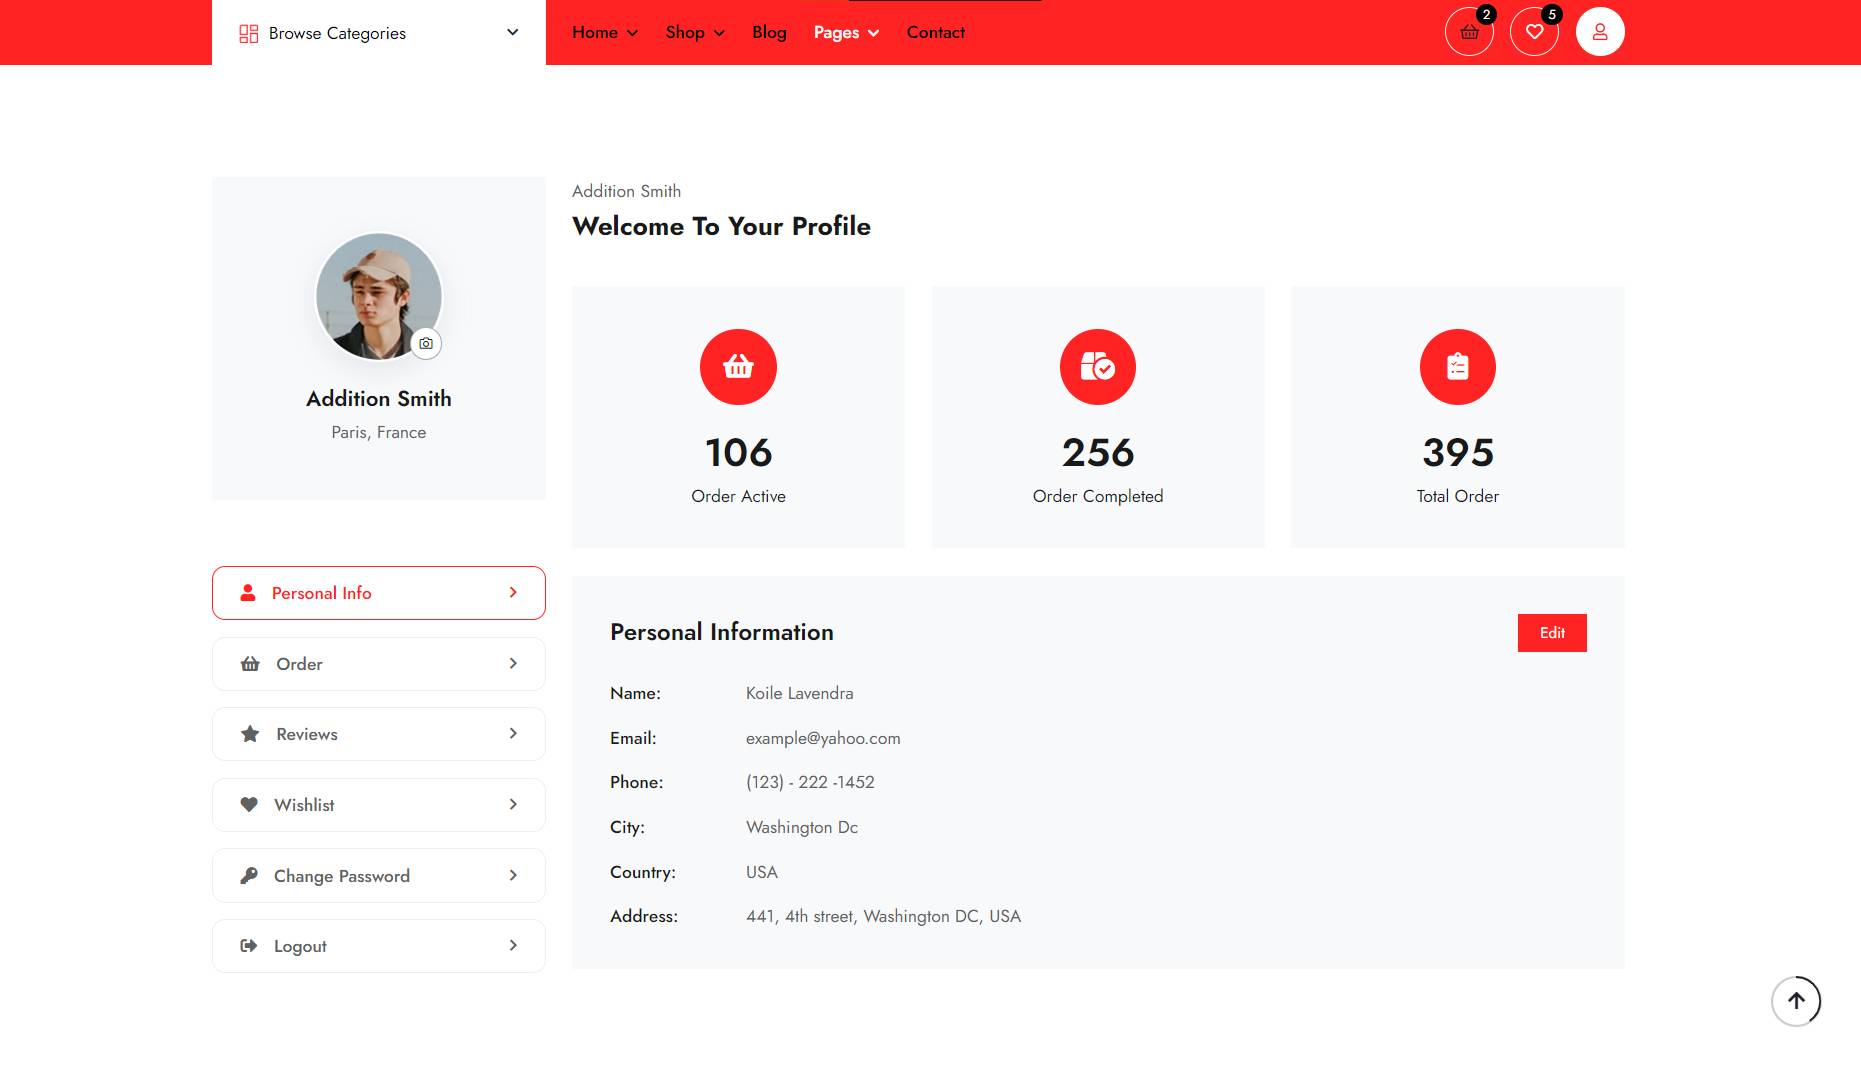 Browse Categories
Home
Shop
Blog
Pages
Contact
2
5
Addition Smith
Paris, France
Personal Info
Order
Reviews
Wishlist
Change Password
Logout
Addition Smith
Welcome To Your Profile
106
Order Active
256
Order Completed
395
Total Order
Personal Information
Edit
Name: Koile Lavendra
Email: example@yahoo.com
Phone: (123) - 222 -1452
City: Washington Dc
Country: USA
Address: 441, 4th street, Washington DC, USA